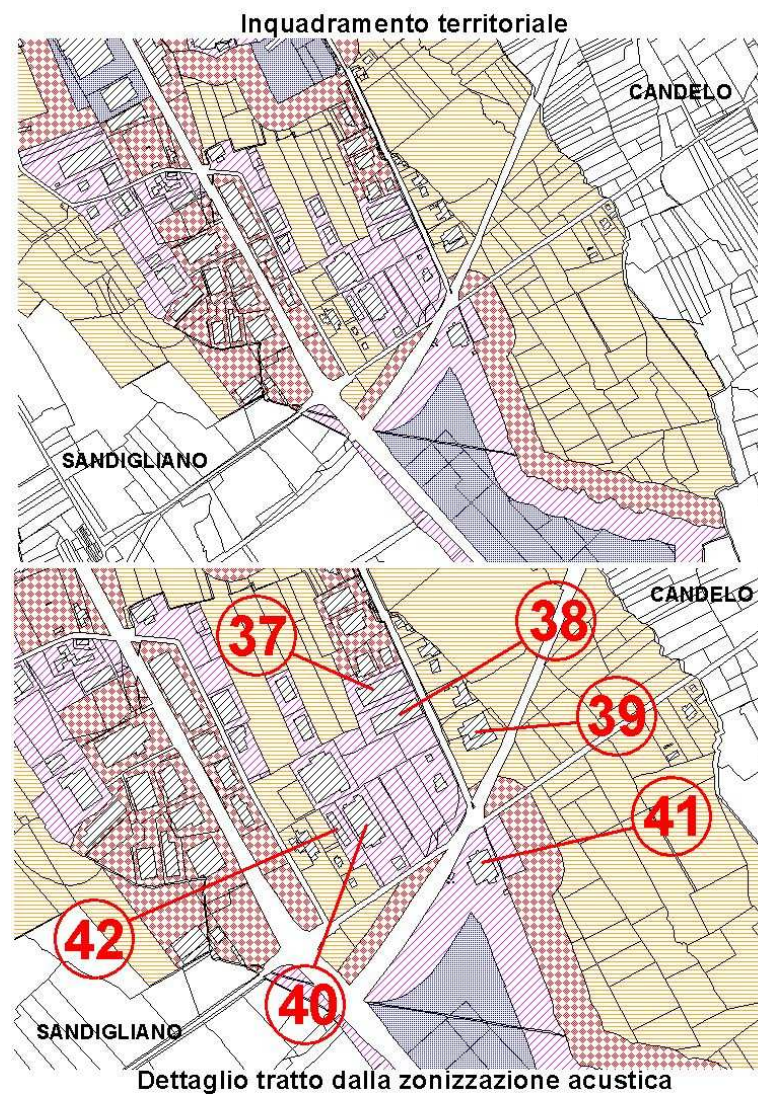 Inquadramento territoriale
CANDELO
SANDIGLIANO
CANDELO
37
38
39
41
42
40
SANDIGLIANO
Dettaglio tratto dalla zonizzazione acustica